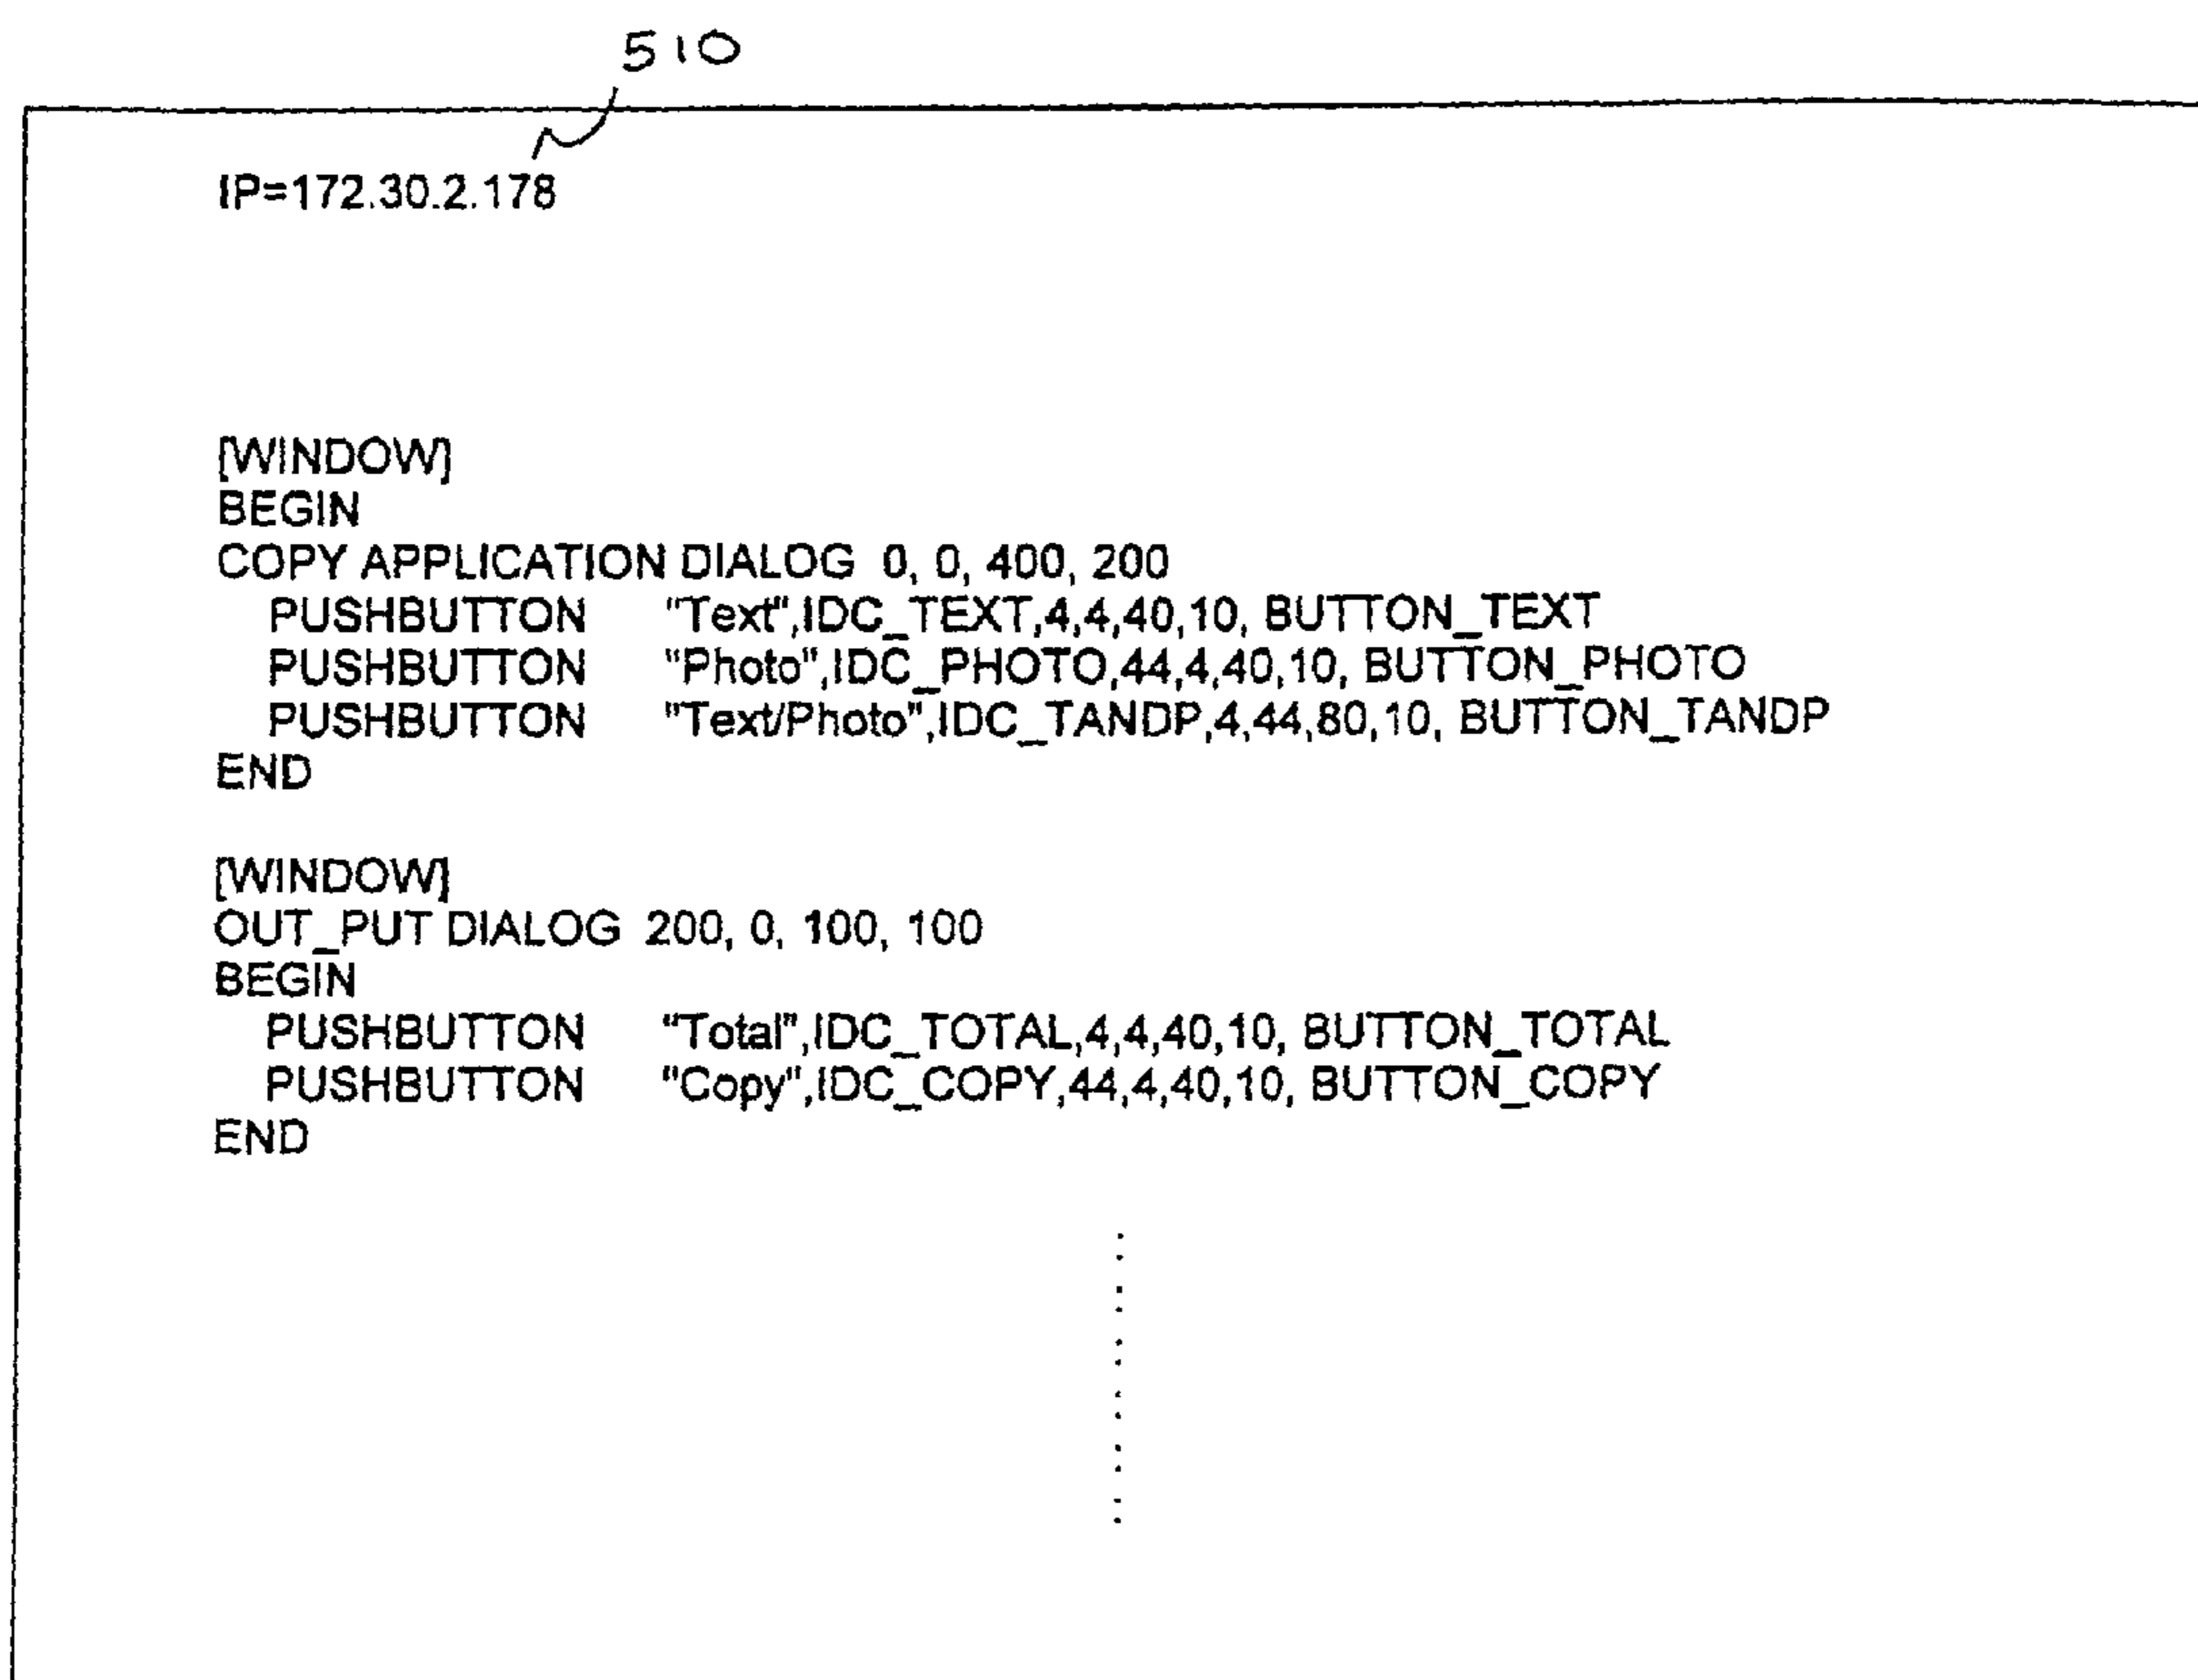 510
IP=172.30.2.178
[WINDOW]
BEGIN
COPY APPLICATION DIALOG 0, 0, 400, 200
PUSHBUTTON "Text",IDC_TEXT,4,4,40,10, BUTTON_TEXT
PUSHBUTTON "Photo",IDC_PHOTO,44,4,40,10, BUTTON_PHOTO
PUSHBUTTON "Text/Photo",IDC_TANDP,4,44,80,10, BUTTON_TANDP
END
[WINDOW]
OUT_PUT DIALOG 200, 0, 100, 100
BEGIN
PUSHBUTTON "Total",IDC_TOTAL,4,4,40,10, BUTTON_TOTAL
PUSHBUTTON "Copy",IDC_COPY,44,4,40,10, BUTTON_COPY
END